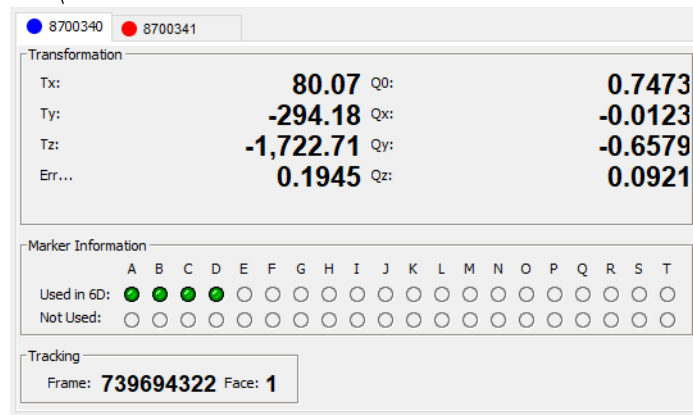 8700340 8700341
Transformation
Tx: 80.07 Q0: 0.7473
Ty: -294.18 Qx: -0.0123
Tz: -1,722.71 Qy: -0.6579
Err... 0.1945 Qz: 0.0921
Marker Information
A B C D E F G H I J K L M N O P Q R S T
Used in 6D:
Not Used:
Tracking
Frame: 739694322 Face: 1